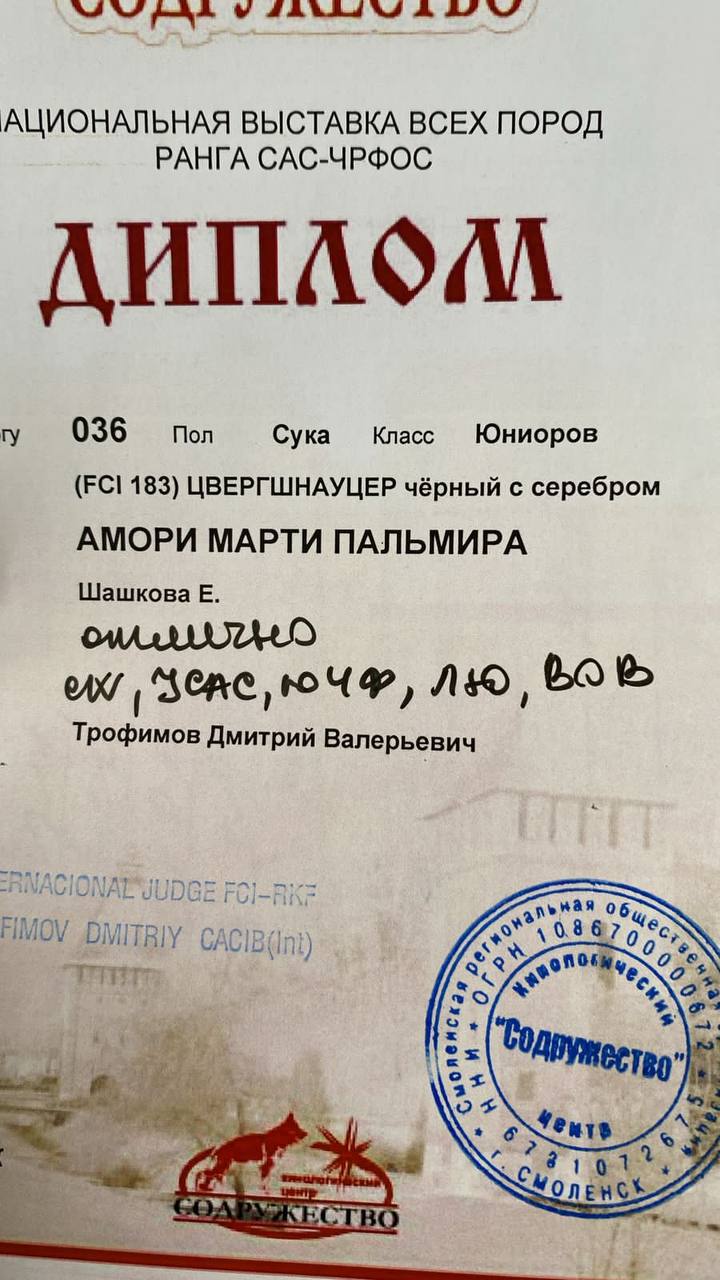 СОДРУЖЕСТВО
НАЦИОНАЛЬНАЯ ВЫСТАВКА ВСЕХ ПОРОД
РАНГА САС-ЧРФОС
ДИПЛОМ
036 Пол Сука Класс Юниоров
(FCI 183) ЦВЕРГШНАУЦЕР чёрный с серебром
АМОРИ МАРТИ ПАЛЬМИРА
Шашкова Е.
отлично
CW, JCAC, ЮЧФ, ЛЮ, BOB
Трофимов Дмитрий Валерьевич
ERNACIONAL JUDGE FCI-RKF
FIMOV DMITRIY CACIB(Int)
Смоленская региональная общественная
ОГРН 1086700000672
ИНН 6731072675
Кинологический
"Содружество"
центр
г. СМОЛЕНСК
кинологический
центр
СОДРУЖЕСТВО